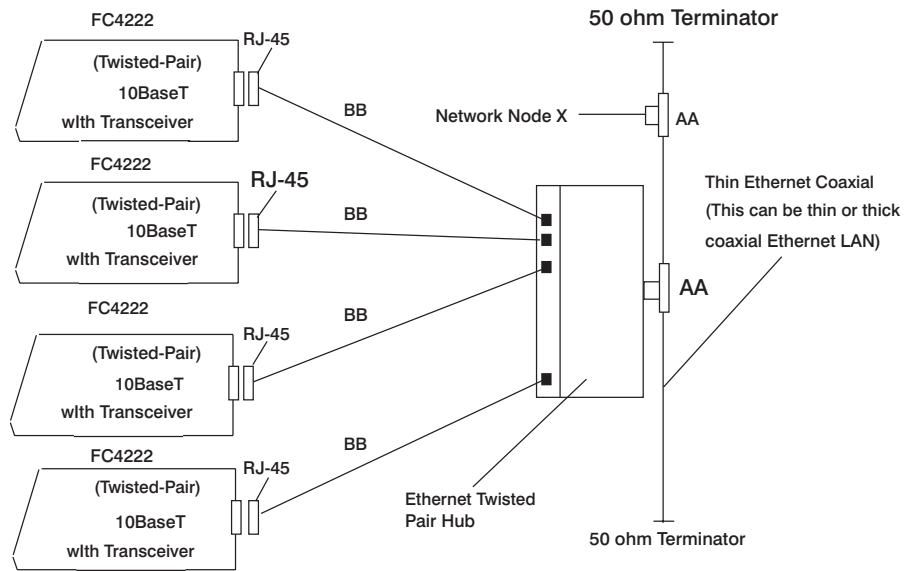 FC4222
RJ-45
(Twisted-Pair)
10BaseT
wIth Transceiver
BB
FC4222
RJ-45
(Twisted-Pair)
10BaseT
wIth Transceiver
BB
FC4222
RJ-45
(Twisted-Pair)
10BaseT
wIth Transceiver
BB
FC4222
RJ-45
(Twisted-Pair)
10BaseT
wIth Transceiver
BB
50 ohm Terminator
Network Node X
AA
Thin Ethernet Coaxial
(This can be thin or thick
coaxial Ethernet LAN)
AA
Ethernet Twisted
Pair Hub
50 ohm Terminator